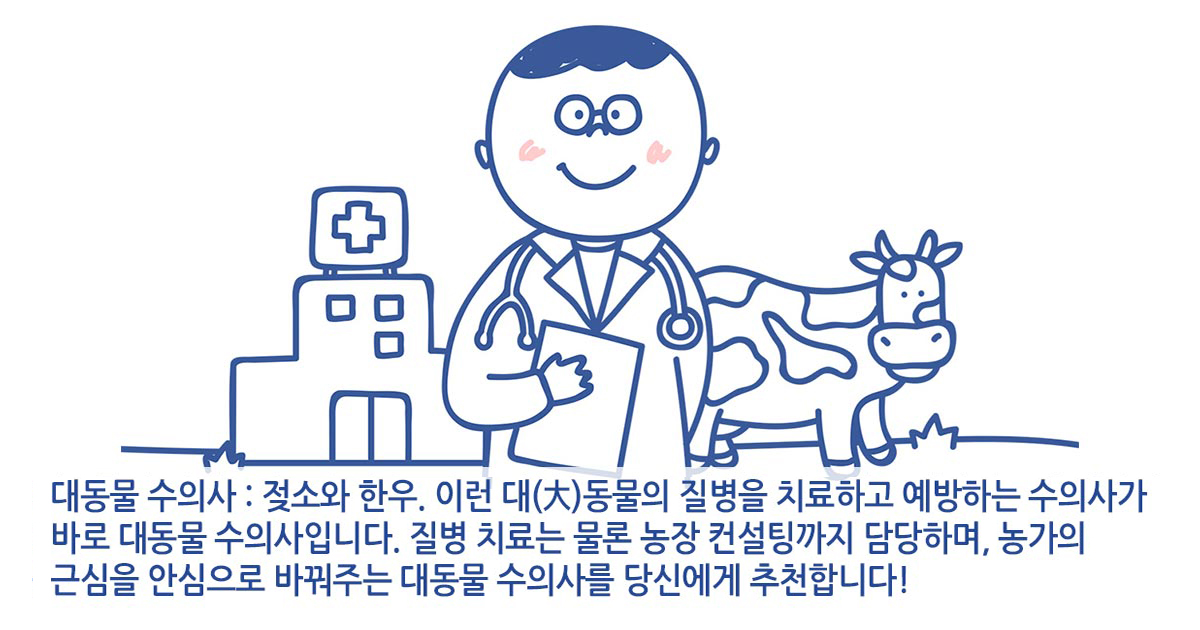 대동물 수의사 : 젖소와 한우. 이런 대(大)동물의 질병을 치료하고 예방하는 수의사가
바로 대동물 수의사입니다. 질병 치료는 물론 농장 컨설팅까지 담당하며, 농가의
근심을 안심으로 바꿔주는 대동물 수의사를 당신에게 추천합니다!